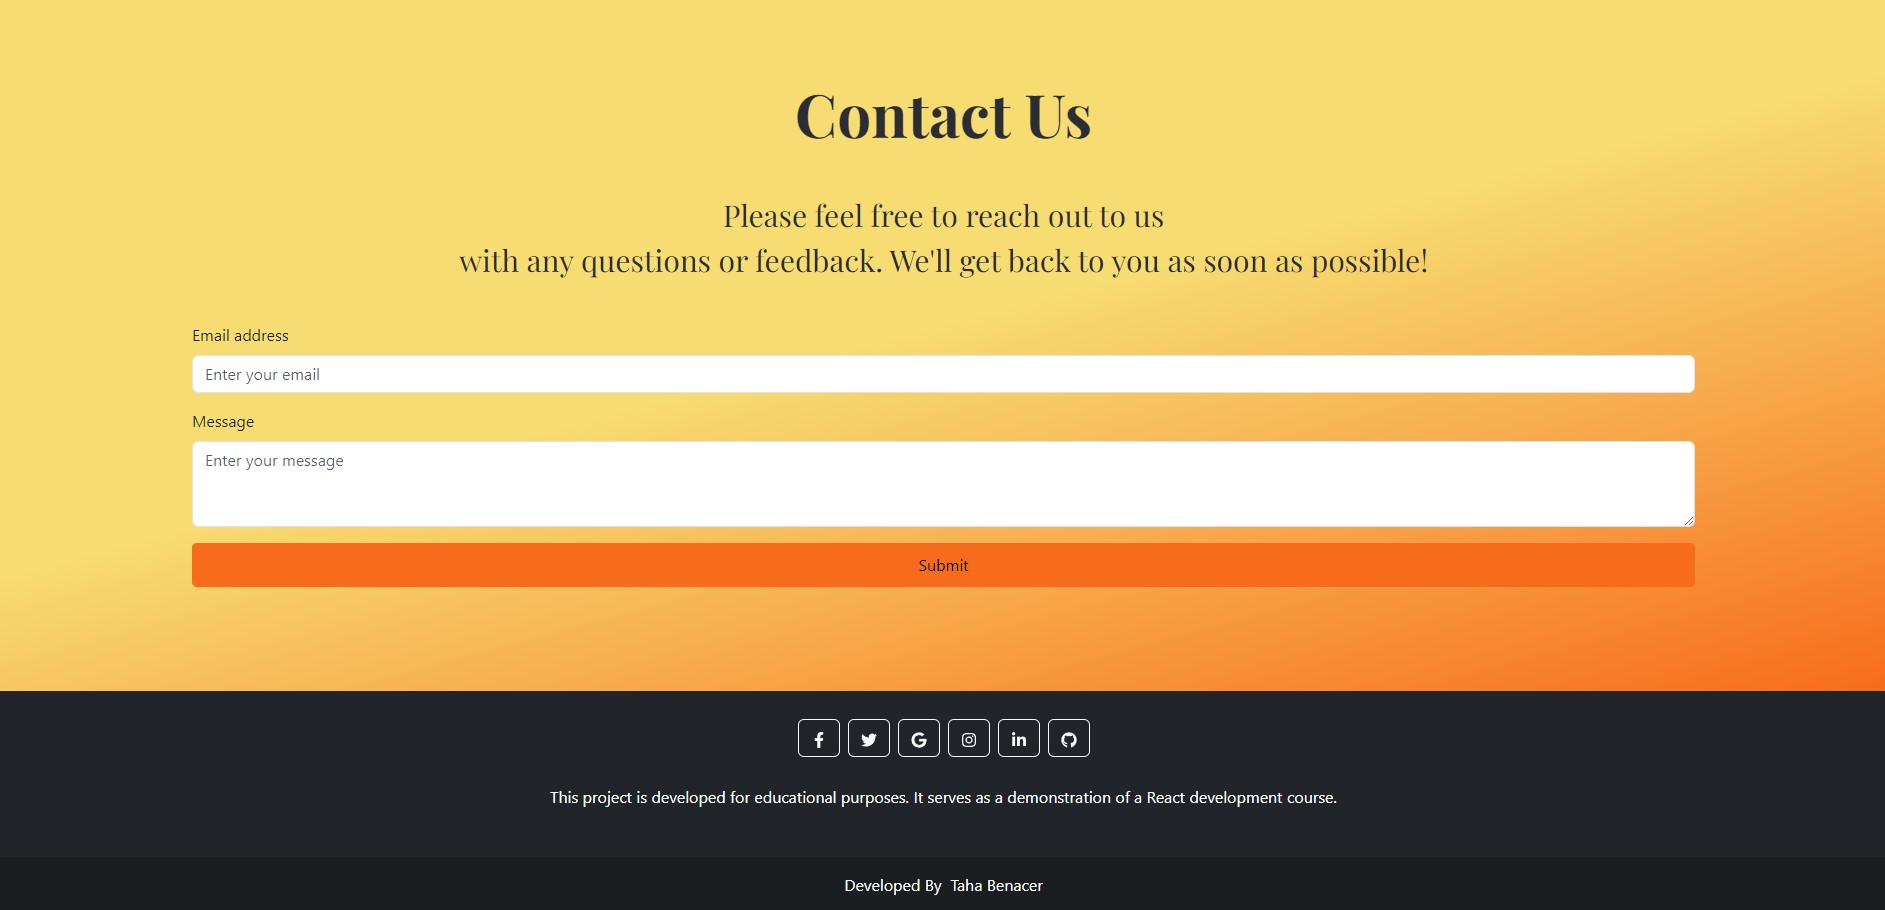 Contact Us
Please feel free to reach out to us
with any questions or feedback. We'll get back to you as soon as possible!
Email address
Enter your email
Message
Enter your message
Submit
This project is developed for educational purposes. It serves as a demonstration of a React development course.
Developed By Taha Benacer